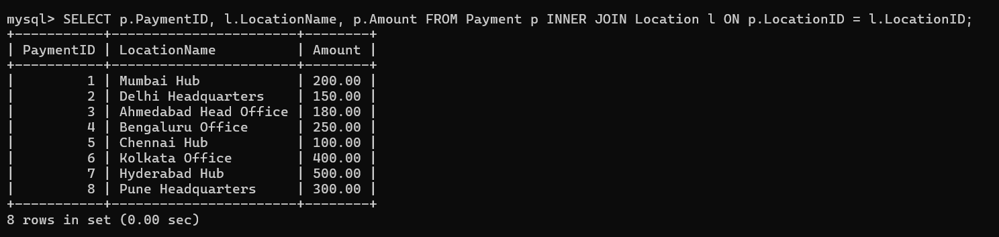 mysql> SELECT p.PaymentID, l.LocationName, p.Amount FROM Payment p INNER JOIN Location l ON p.LocationID = l.LocationID;
+-----------+-----------------------+--------+
| PaymentID | LocationName          | Amount |
+-----------+-----------------------+--------+
|         1 | Mumbai Hub            | 200.00 |
|         2 | Delhi Headquarters    | 150.00 |
|         3 | Ahmedabad Head Office | 180.00 |
|         4 | Bengaluru Office      | 250.00 |
|         5 | Chennai Hub           | 100.00 |
|         6 | Kolkata Office        | 400.00 |
|         7 | Hyderabad Hub         | 500.00 |
|         8 | Pune Headquarters     | 300.00 |
+-----------+-----------------------+--------+
8 rows in set (0.00 sec)